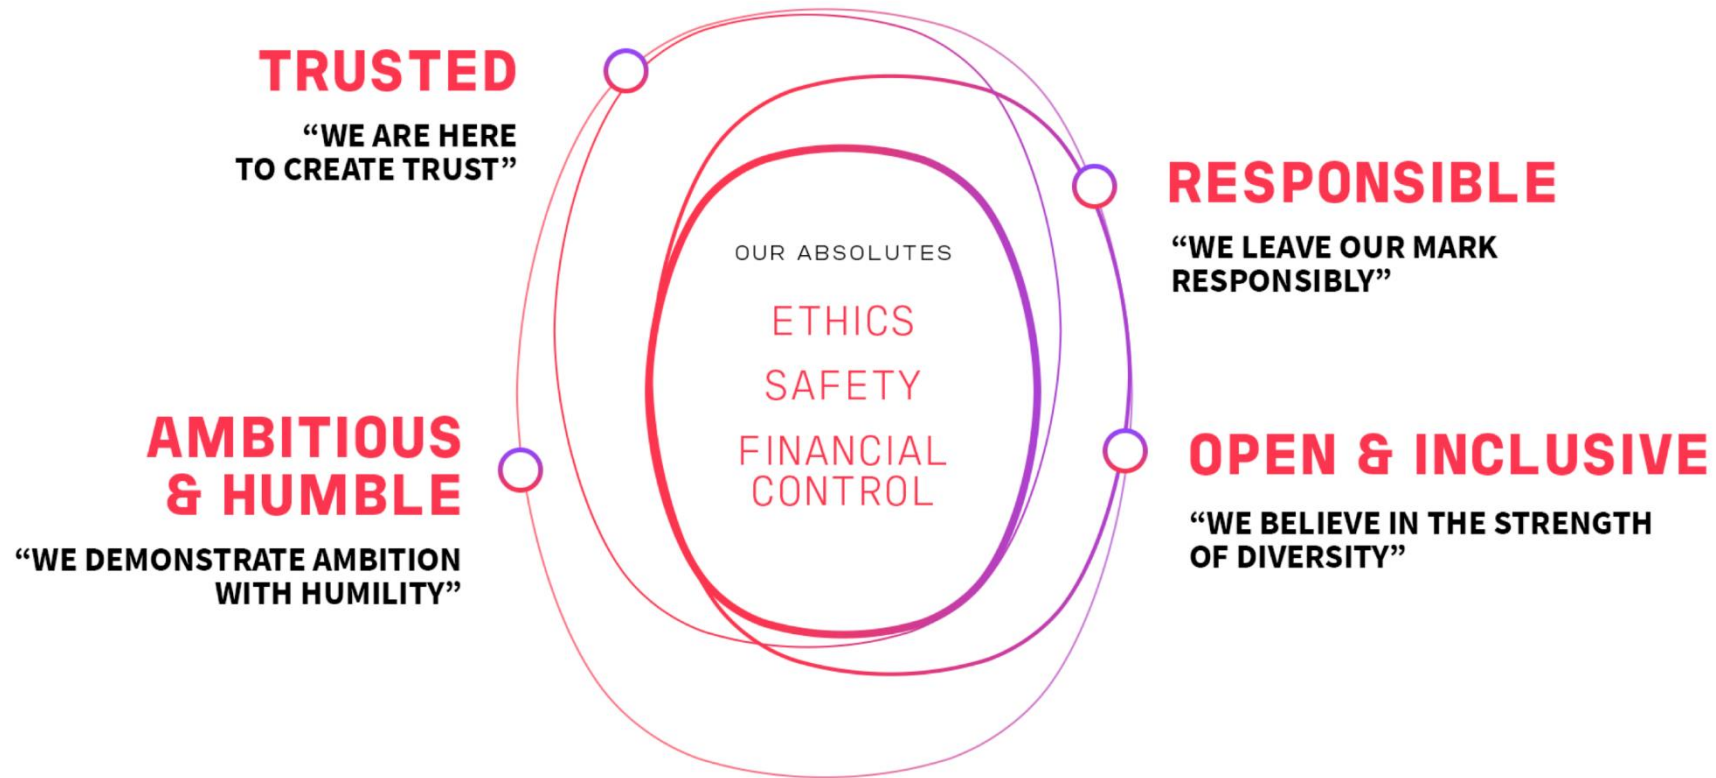 TRUSTED
“WE ARE HERE
TO CREATE TRUST”
RESPONSIBLE
“WE LEAVE OUR MARK
RESPONSIBLY”
OUR ABSOLUTES
ETHICS
SAFETY
FINANCIAL
CONTROL
AMBITIOUS
& HUMBLE
“WE DEMONSTRATE AMBITION
WITH HUMILITY”
OPEN & INCLUSIVE
“WE BELIEVE IN THE STRENGTH
OF DIVERSITY”